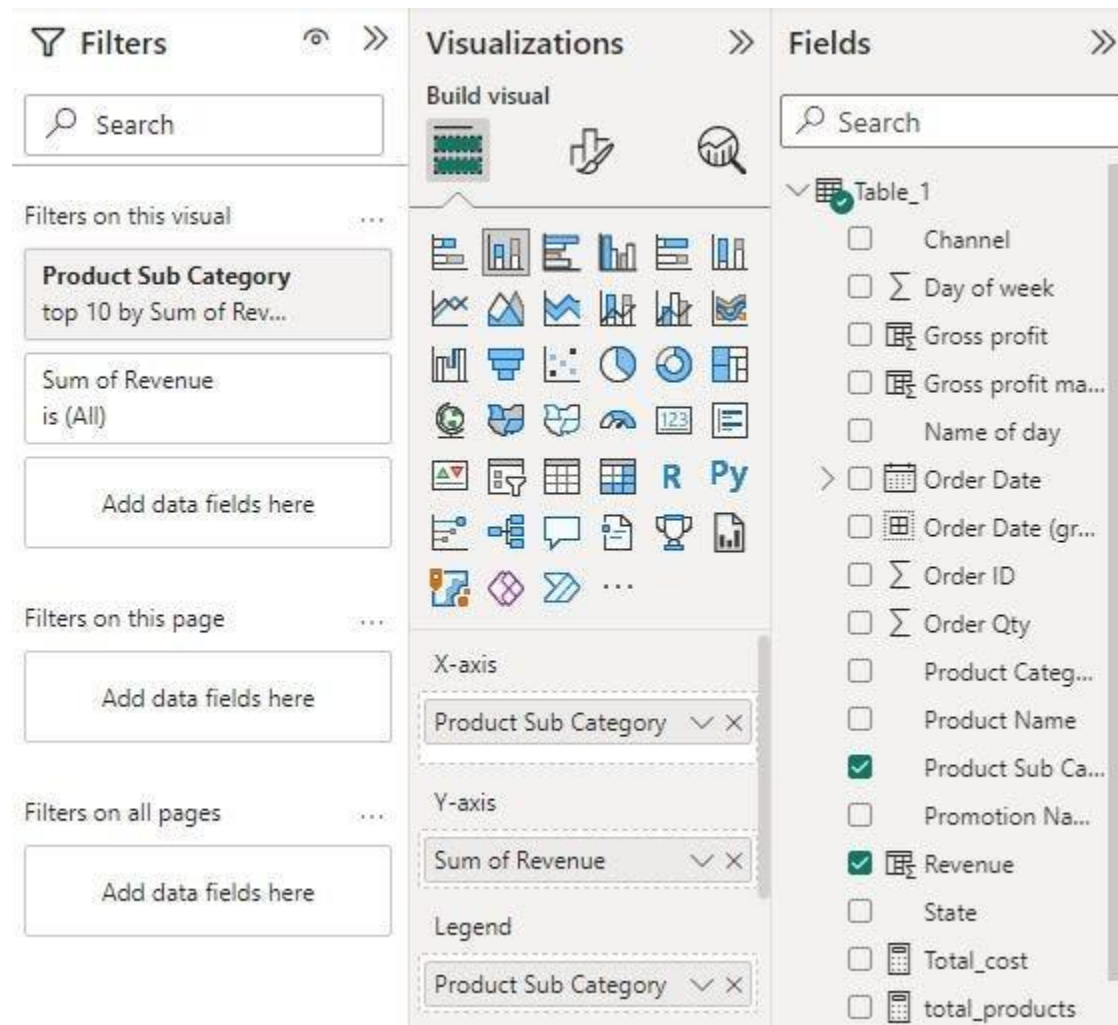 Filters
Search
Filters on this visual
...
Product Sub Category
top 10 by Sum of Rev...
Sum of Revenue
is (All)
Add data fields here
Filters on this page
...
Add data fields here
Filters on all pages
...
Add data fields here
Visualizations
Build visual
123
R Py
...
X-axis
Product Sub Category
Y-axis
Sum of Revenue
Legend
Product Sub Category
Fields
Search
Table_1
Channel
Day of week
Gross profit
Gross profit ma...
Name of day
Order Date
Order Date (gr...
Order ID
Order Qty
Product Categ...
Product Name
Product Sub Ca...
Promotion Na...
Revenue
State
Total_cost
total_products